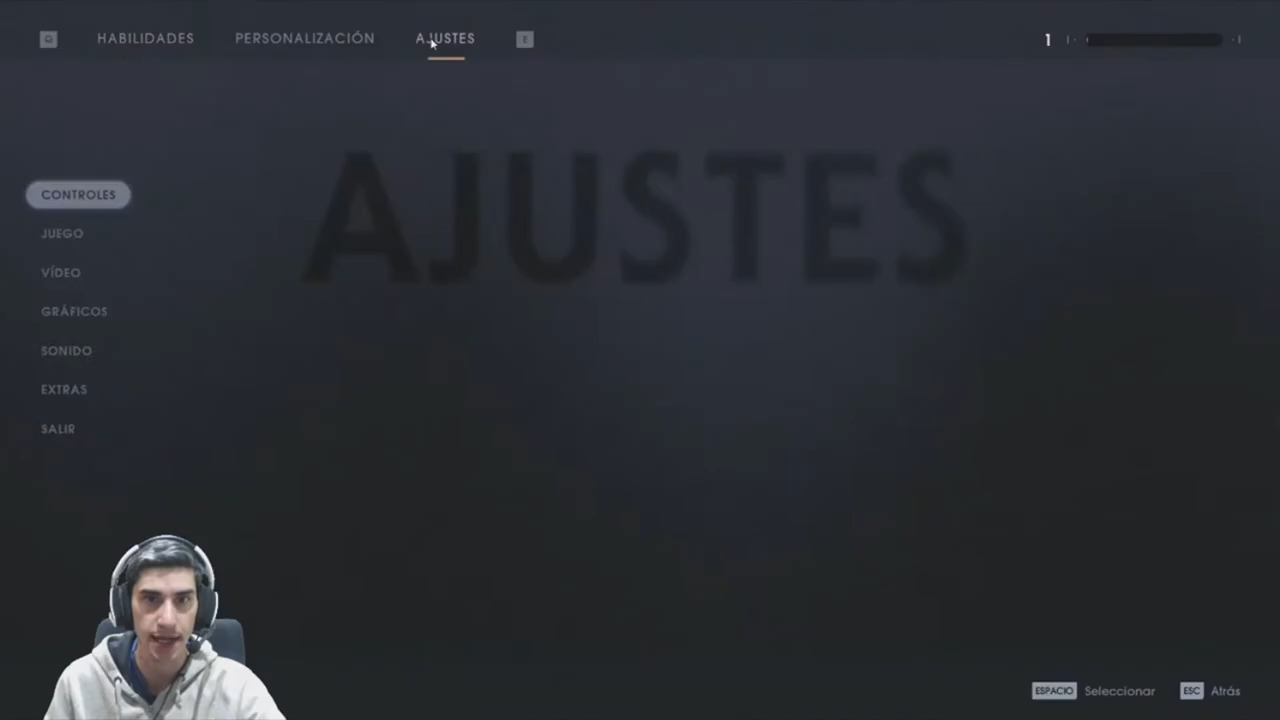 Q HABILIDADES PERSONALIZACIÓN AJUSTES E 1
AJUSTES
CONTROLES
JUEGO
VÍDEO
GRÁFICOS
SONIDO
EXTRAS
SALIR
ESPACIO Seleccionar ESC Atrás